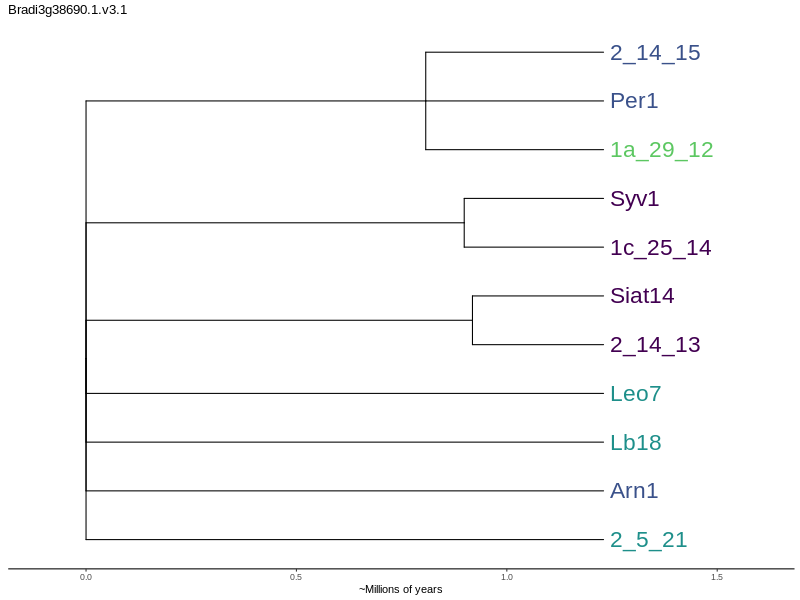 Bradi3g38690.1.v3.1
2_14_15
Per1
1a_29_12
Syv1
1c_25_14
Siat14
2_14_13
Leo7
Lb18
Arn1
2_5_21
0.0 0.5 1.0 1.5
~Millions of years